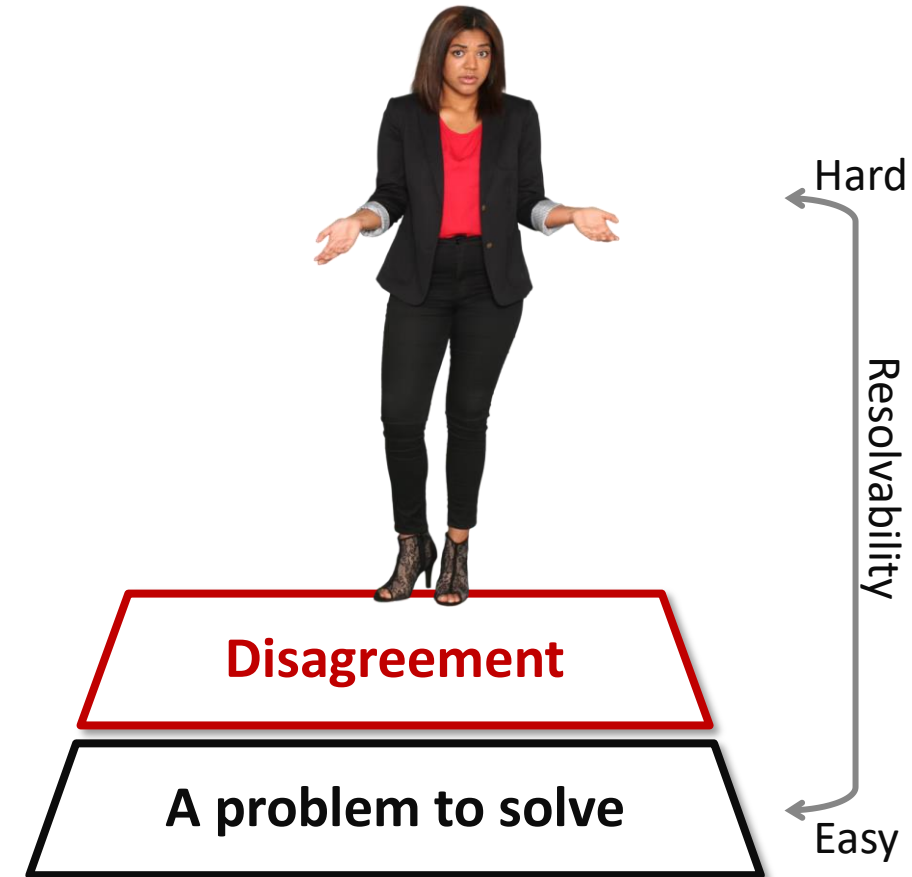 Hard
Resolvability
Disagreement
A problem to solve
Easy